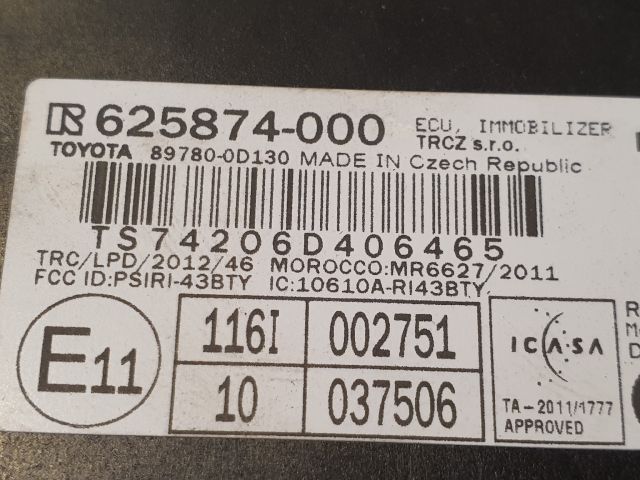 R 625874-000 ECU, IMMOBILIZER
TRCZ s.r.o.
TOYOTA 89780-0D130 MADE IN Czech Republic
TS74206D406465
TRC/LPD/2012/46 MOROCCO:MR6627/2011
FCC ID:PSIRI-43BTY IC:10610A-RI43BTY
E11
116I 002751
10 037506
ICASA
TA-2011/1777
APPROVED